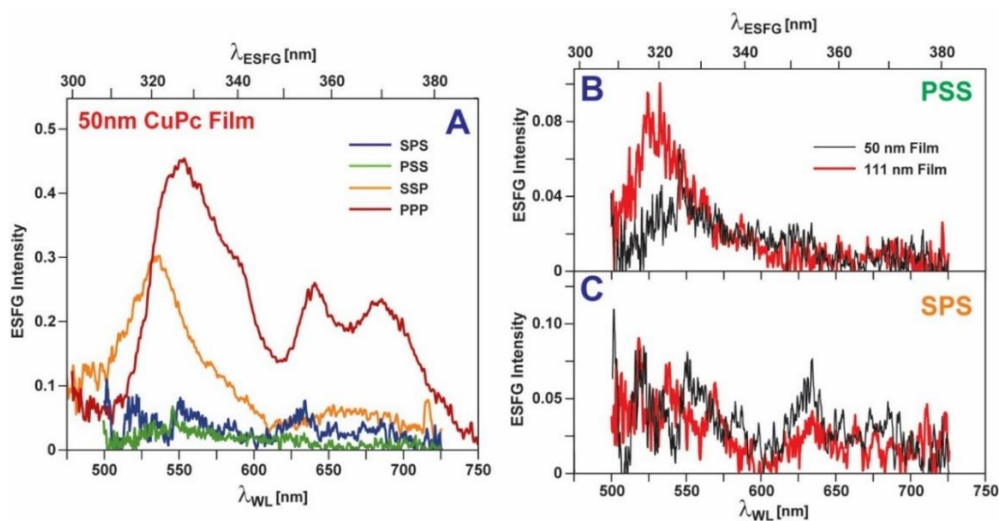 λESFG [nm]
300 320 340 360 380
50nm CuPc Film A
SPS
PSS
SSP
PPP
ESFG Intensity
0.5
0.4
0.3
0.2
0.1
0
500 550 600 650 700 750
λWL [nm]
λESFG [nm]
300 320 340 360 380
B PSS
50 nm Film
111 nm Film
ESFG Intensity
0.08
0.04
0
C SPS
ESFG Intensity
0.10
0.05
0
500 550 600 650 700 750
λWL [nm]